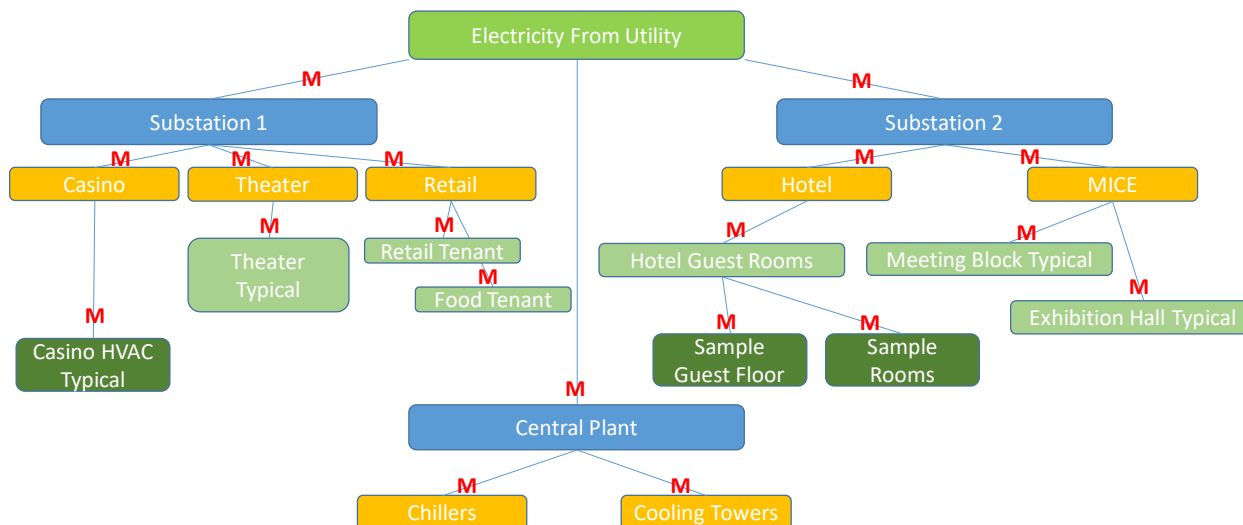 Electricity From Utility
M
M
Substation 1
Substation 2
M
M
M
M
M
Casino
Theater
Retail
Hotel
MICE
M
M
M
M
Retail Tenant
Hotel Guest Rooms
Meeting Block Typical
Theater
Typical
M
Food Tenant
M
Exhibition Hall Typical
M
M
M
Casino HVAC
Typical
Sample
Guest Floor
Sample
Rooms
M
Central Plant
M
M
Chillers
Cooling Towers